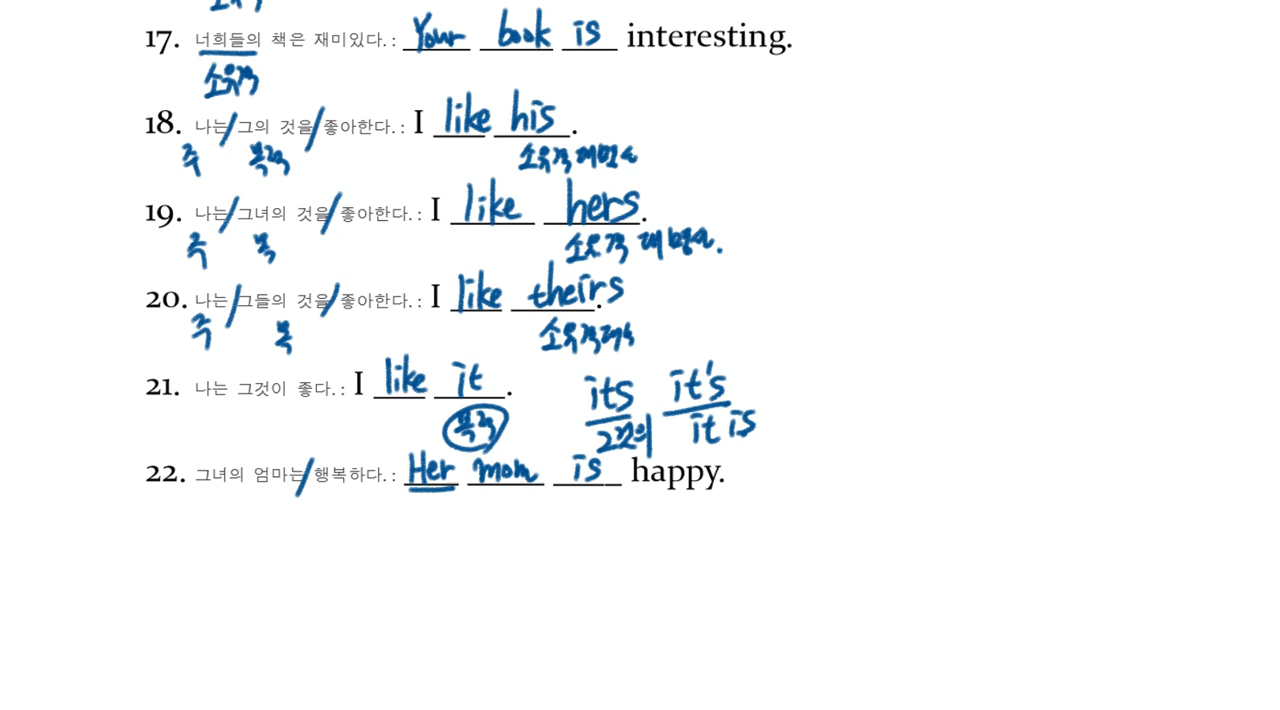 17. 너희들의 책은 재미있다. : Your book is interesting.
소유격
18. 나는/그의 것을/좋아한다. : I like his.
주 목적 소유격 대명사
19. 나는/그녀의 것을/좋아한다. : I like hers.
주 목 소유격 대명사.
20. 나는/그들의 것을/좋아한다. : I like theirs.
주 목 소유격대명사
21. 나는 그것이 좋다. : I like it. its it's
목적 그것의 it is
22. 그녀의 엄마는/행복하다. : Her mom is happy.